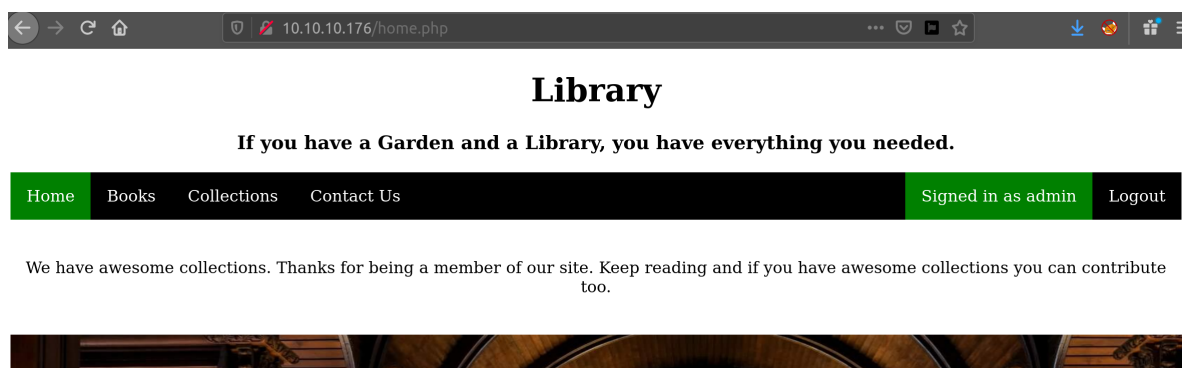 10.10.10.176/home.php
Library
If you have a Garden and a Library, you have everything you needed.
Home Books Collections Contact Us Signed in as admin Logout
We have awesome collections. Thanks for being a member of our site. Keep reading and if you have awesome collections you can contribute
too.